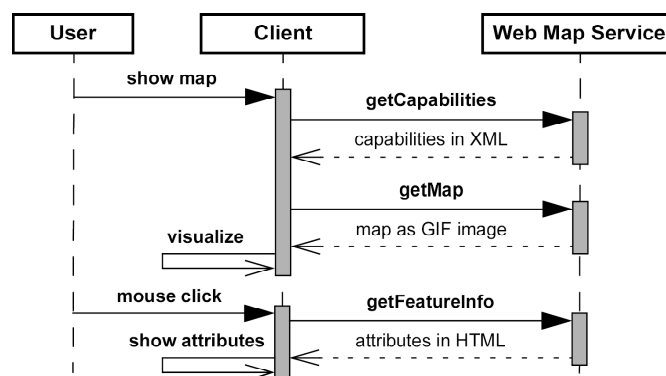 User Client Web Map Service
show map
getCapabilities
capabilities in XML
getMap
map as GIF image
visualize
mouse click
getFeatureInfo
show attributes
attributes in HTML